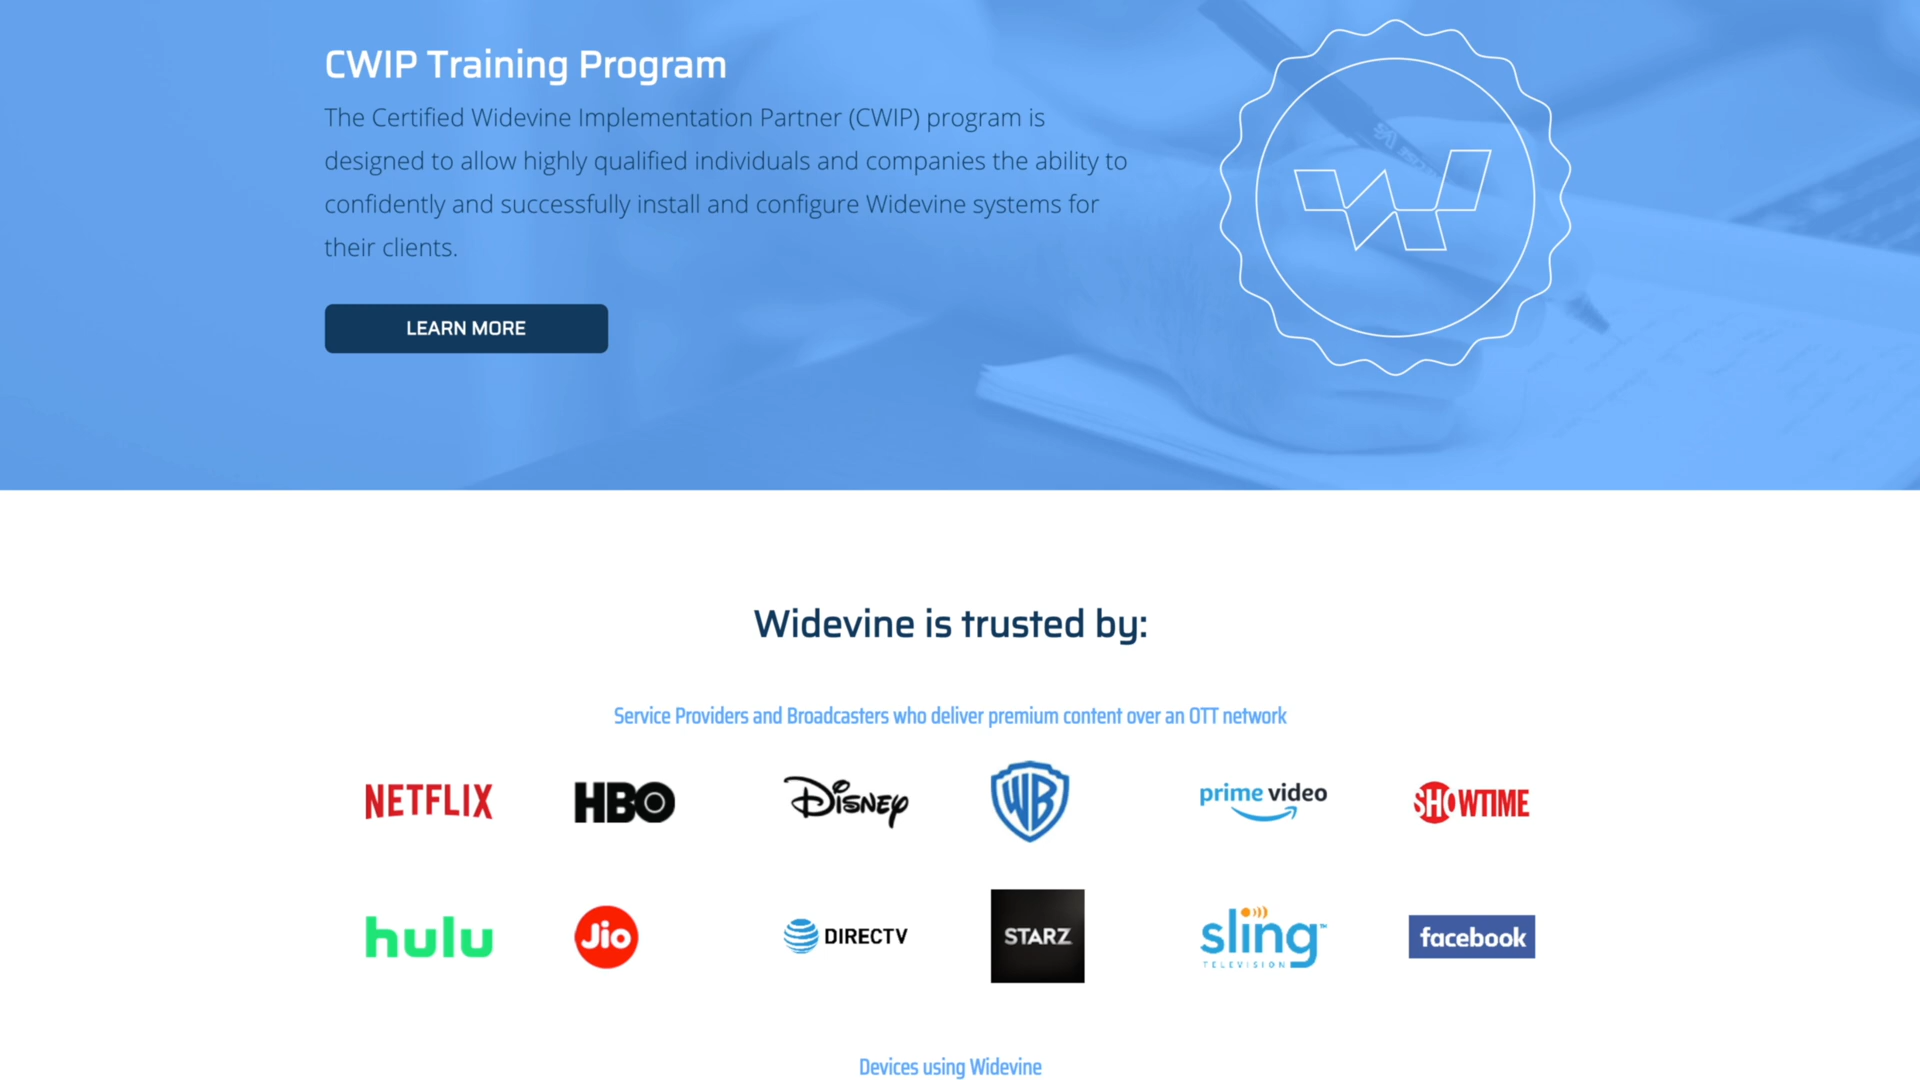 CWIP Training Program
The Certified Widevine Implementation Partner (CWIP) program is
designed to allow highly qualified individuals and companies the ability to
confidently and successfully install and configure Widevine systems for
their clients.
LEARN MORE
Widevine is trusted by:
Service Providers and Broadcasters who deliver premium content over an OTT network
NETFLIX HBO Disney WB prime video SHOWTIME
hulu Jio DIRECTV STARZ sling TELEVISION ™ facebook
Devices using Widevine